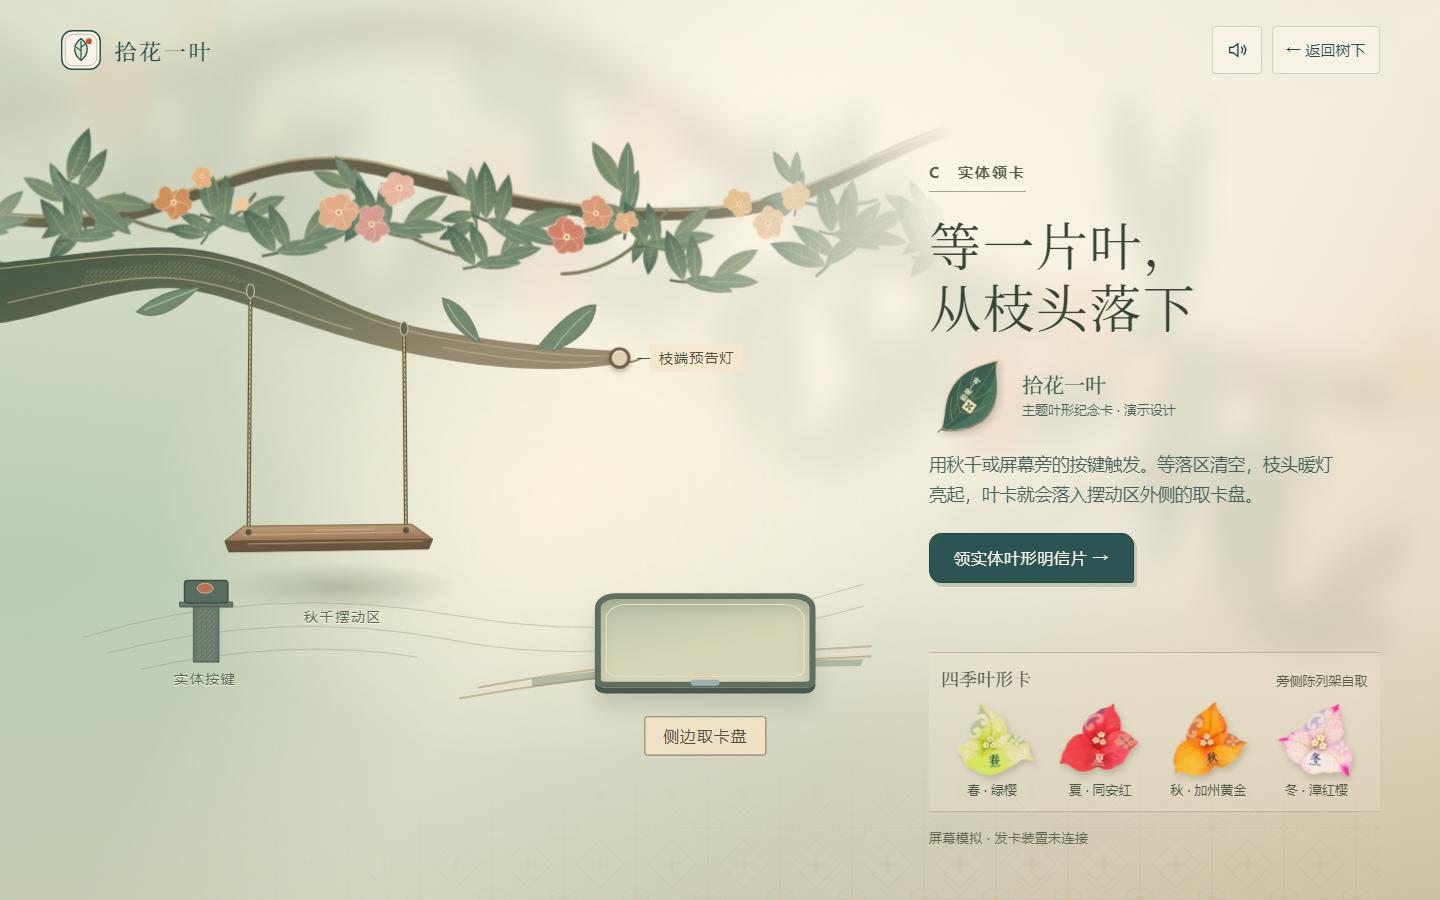 拾花一叶
← 返回树下
C 实体领卡
等一片叶，
从枝头落下
枝端预告灯
拾花一叶
主题叶形纪念卡 · 演示设计
用秋千或屏幕旁的按键触发。等落区清空，枝头暖灯
亮起，叶卡就会落入摆动区外侧的取卡盘。
领实体叶形明信片 →
秋千摆动区
实体按键
侧边取卡盘
四季叶形卡
旁侧陈列架自取
春
夏
秋
冬
春 · 绿樱
夏 · 同安红
秋 · 加州黄金
冬 · 漳红樱
屏幕模拟 · 发卡装置未连接